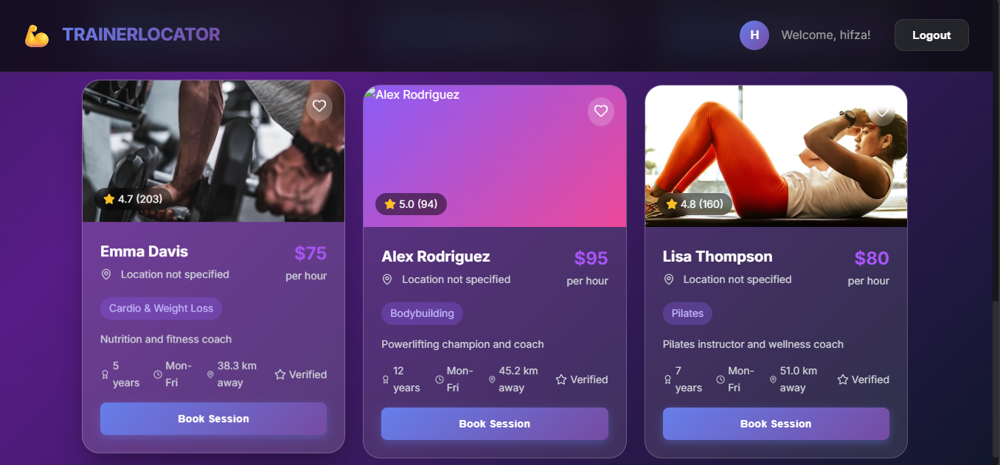 TRAINERLOCATOR
H
Welcome, hifza!
Logout
4.7 (203)
Emma Davis
$75
Location not specified
per hour
Cardio & Weight Loss
Nutrition and fitness coach
5 years
Mon-Fri
38.3 km away
Verified
Book Session
Alex Rodriguez
5.0 (94)
Alex Rodriguez
$95
Location not specified
per hour
Bodybuilding
Powerlifting champion and coach
12 years
Mon-Fri
45.2 km away
Verified
Book Session
4.8 (160)
Lisa Thompson
$80
Location not specified
per hour
Pilates
Pilates instructor and wellness coach
7 years
Mon-Fri
51.0 km away
Verified
Book Session